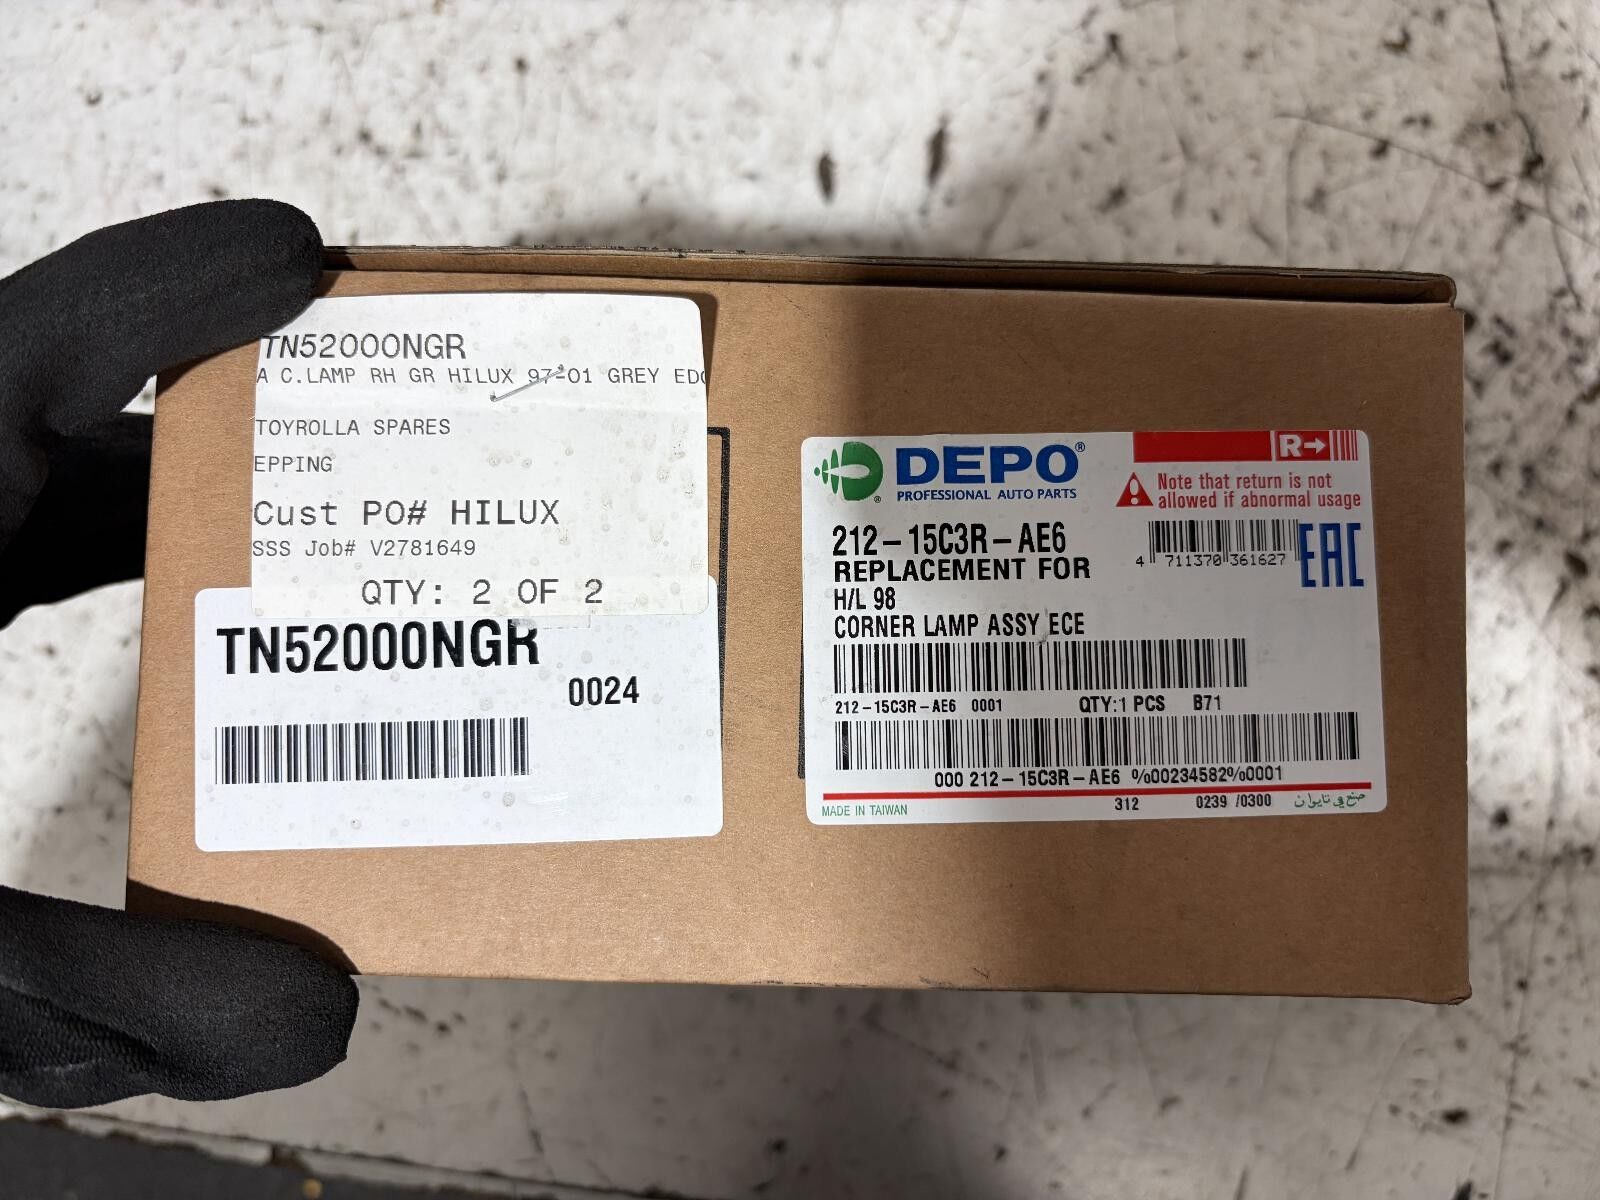 TN52000NGR
A C.LAMP RH GR HILUX 97-01 GREY
TOYROLLA SPARES
EPPING
Cust PO# HILUX
SSS Job# V2781649
QTY: 2 OF 2
TN52000NGR
0024
DEPO®
PROFESSIONAL AUTO PARTS
®
R→
Note that return is not
allowed if abnormal usage
212-15C3R-AE6
REPLACEMENT FOR
H/L 98
CORNER LAMP ASSY ECE
4 711370 361627
EAC
212-15C3R-AE6 0001 QTY:1 PCS B71
000 212-15C3R-AE6 %00234582%0001
MADE IN TAIWAN 312 0239 /0300 صنع في تايوان